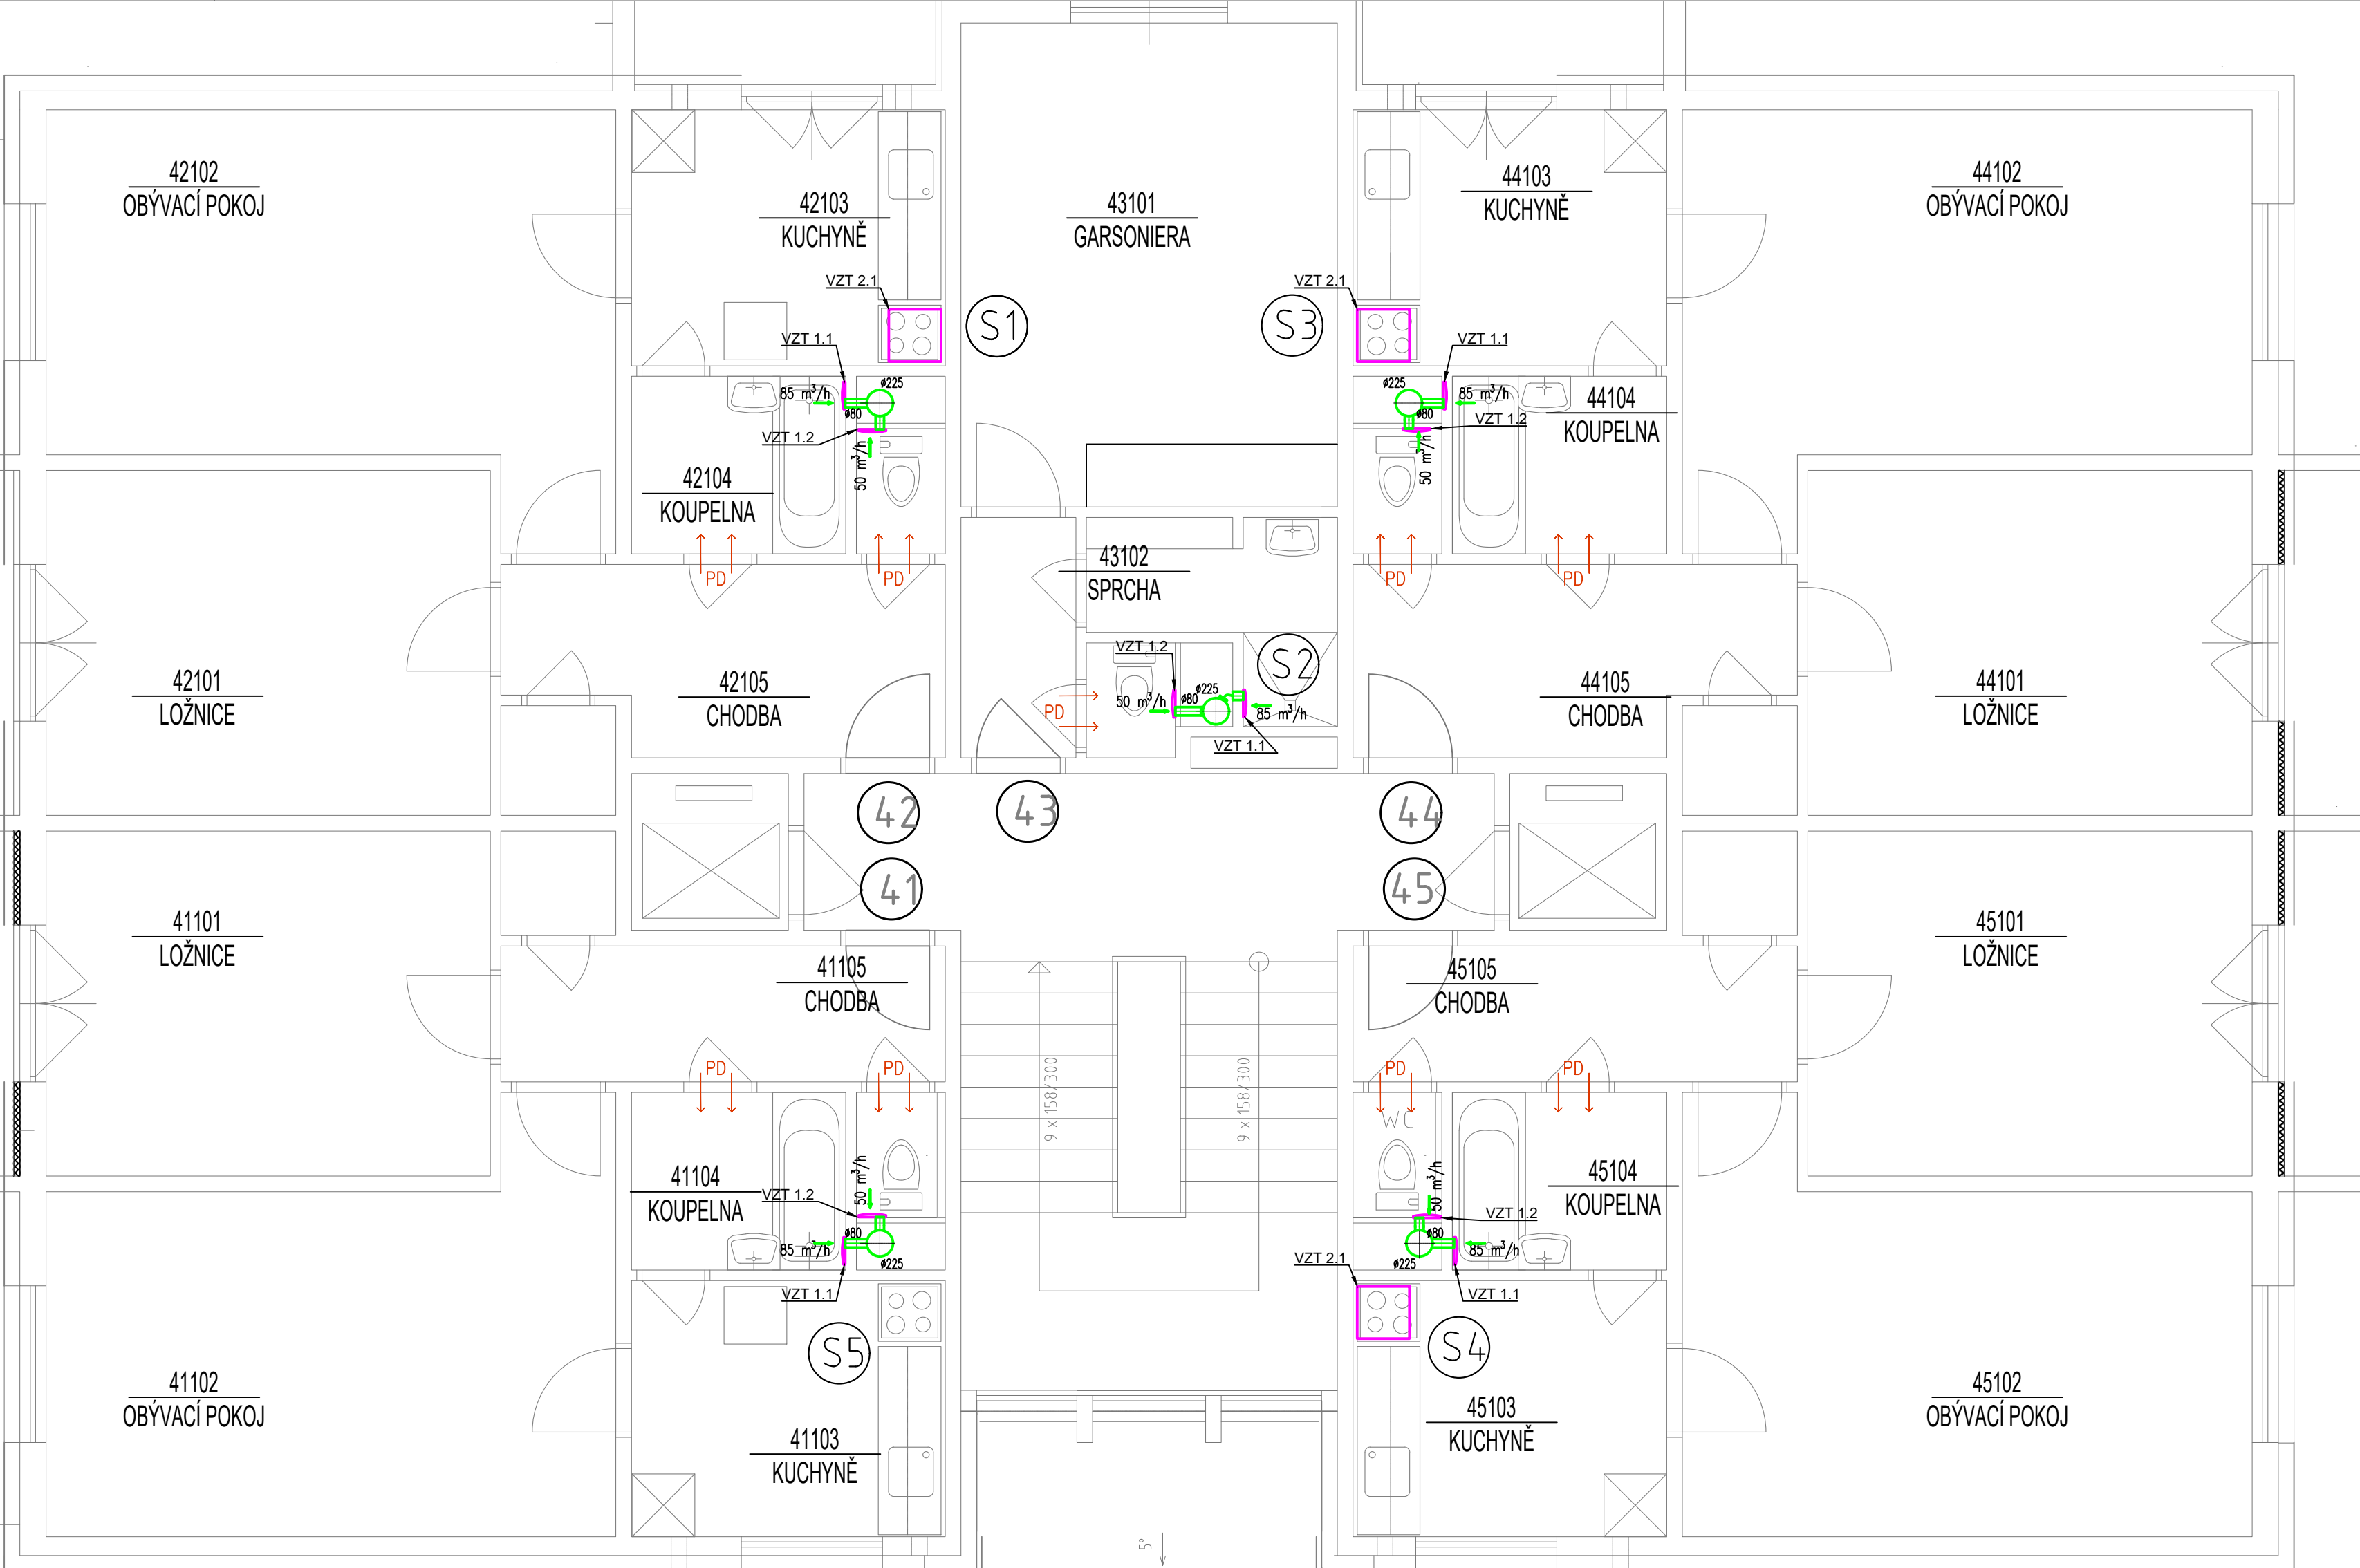 42102
OBÝVACÍ POKOJ
42103
KUCHYNĚ
43101
GARSONIERA
44103
KUCHYNĚ
44102
OBÝVACÍ POKOJ
VZT 2.1
S1
S3
VZT 2.1
VZT 1.1
VZT 1.1
85 m³/h
ø225
ø80
VZT 1.2
50 m³/h
ø225
85 m³/h
ø80
VZT 1.2
50 m³/h
42104
KOUPELNA
44104
KOUPELNA
43102
SPRCHA
PD
PD
PD
PD
42101
LOŽNICE
42105
CHODBA
VZT 1.2
S2
50 m³/h
ø80
ø225
85 m³/h
PD
VZT 1.1
44105
CHODBA
44101
LOŽNICE
42
43
44
41
45
41101
LOŽNICE
41105
CHODBA
45105
CHODBA
45101
LOŽNICE
PD
PD
9 x 158/300
9 x 158/300
PD
PD
WC
41104
KOUPELNA
VZT 1.2
50 m³/h
85 m³/h
ø80
ø225
VZT 1.1
50 m³/h
VZT 1.2
ø80
85 m³/h
ø225
VZT 2.1
VZT 1.1
45104
KOUPELNA
S5
S4
41102
OBÝVACÍ POKOJ
41103
KUCHYNĚ
45103
KUCHYNĚ
45102
OBÝVACÍ POKOJ
5°